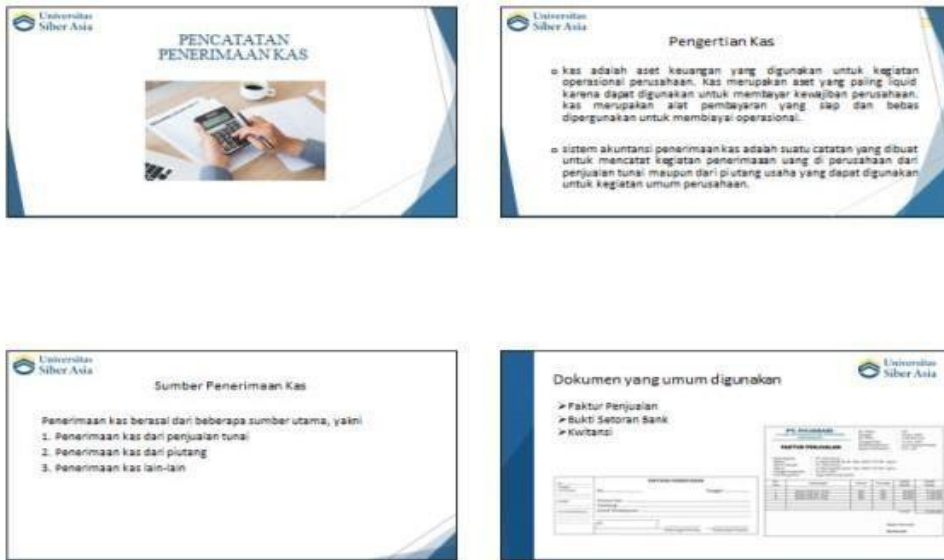 Universitas
Siber Asia
PENCATATAN
PENERIMAAN KAS
Universitas
Siber Asia
Pengertian Kas
kas adalah aset keuangan yang digunakan untuk kegiatan
operasional perusahaan. Kas merupakan aset yang paling liquid
karena dapat digunakan untuk membayar kewajiban perusahaan.
kas merupakan alat pembayaran yang siap dan bebas
dipergunakan untuk membiayai operasional.
sistem akuntansi penerimaan kas adalah suatu catatan yang dibuat
untuk mencatat kegiatan penerimaaan uang di perusahaan dari
penjualan tunai maupun dari piutang usaha yang dapat digunakan
untuk kegiatan umum perusahaan.
Universitas
Siber Asia
Sumber Penerimaan Kas
Penerimaan kas berasal dari beberapa sumber utama, yakni
1. Penerimaan kas dari penjualan tunai
2. Penerimaan kas dari piutang
3. Penerimaan kas lain-lain
Universitas
Siber Asia
Dokumen yang umum digunakan
➢ Faktur Penjualan
➢ Bukti Setoran Bank
➢ Kwitansi
FAKTUR PENJUALAN